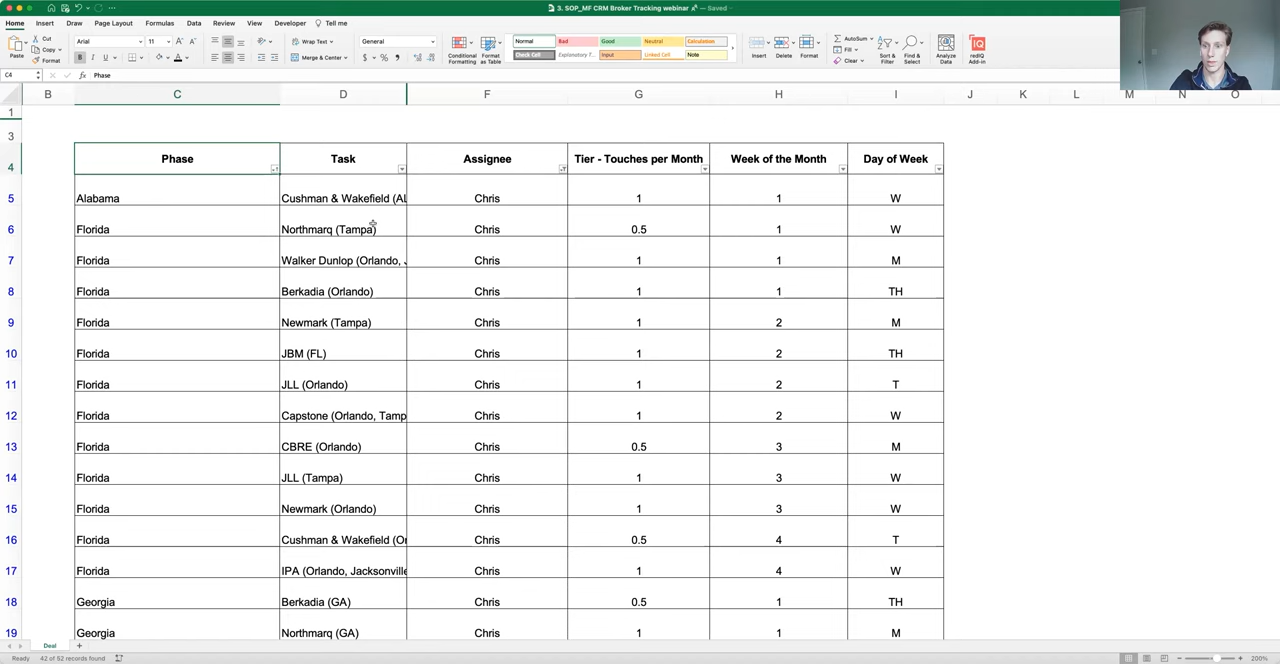 3. SOP_MF CRM Broker Tracking webinar — Saved
Home Insert Draw Page Layout Formulas Data Review View Developer Tell me
Paste Cut Copy Format Arial 11 Wrap Text Merge & Center General Conditional Formatting Format as Table Normal Bad Good Neutral Calculation Check Cell Explanatory T... Input Linked Cell Note Insert Delete Format AutoSum Fill Clear Sort & Filter Find & Select Analyze Data redIQ Add-in
C4 fx Phase
B C D F G H I J K L M N O
1
3
4 Phase Task Assignee Tier - Touches per Month Week of the Month Day of Week
5 Alabama Cushman & Wakefield (AL Chris 1 1 W
6 Florida Northmarq (Tampa) Chris 0.5 1 W
7 Florida Walker Dunlop (Orlando, J Chris 1 1 M
8 Florida Berkadia (Orlando) Chris 1 1 TH
9 Florida Newmark (Tampa) Chris 1 2 M
10 Florida JBM (FL) Chris 1 2 TH
11 Florida JLL (Orlando) Chris 1 2 T
12 Florida Capstone (Orlando, Tamp Chris 1 2 W
13 Florida CBRE (Orlando) Chris 0.5 3 M
14 Florida JLL (Tampa) Chris 1 3 W
15 Florida Newmark (Orlando) Chris 1 3 W
16 Florida Cushman & Wakefield (Or Chris 0.5 4 T
17 Florida IPA (Orlando, Jacksonville Chris 1 4 W
18 Georgia Berkadia (GA) Chris 0.5 1 TH
19 Georgia Northmarq (GA) Chris 1 1 M
Deal
Ready 42 of 52 records found 200%